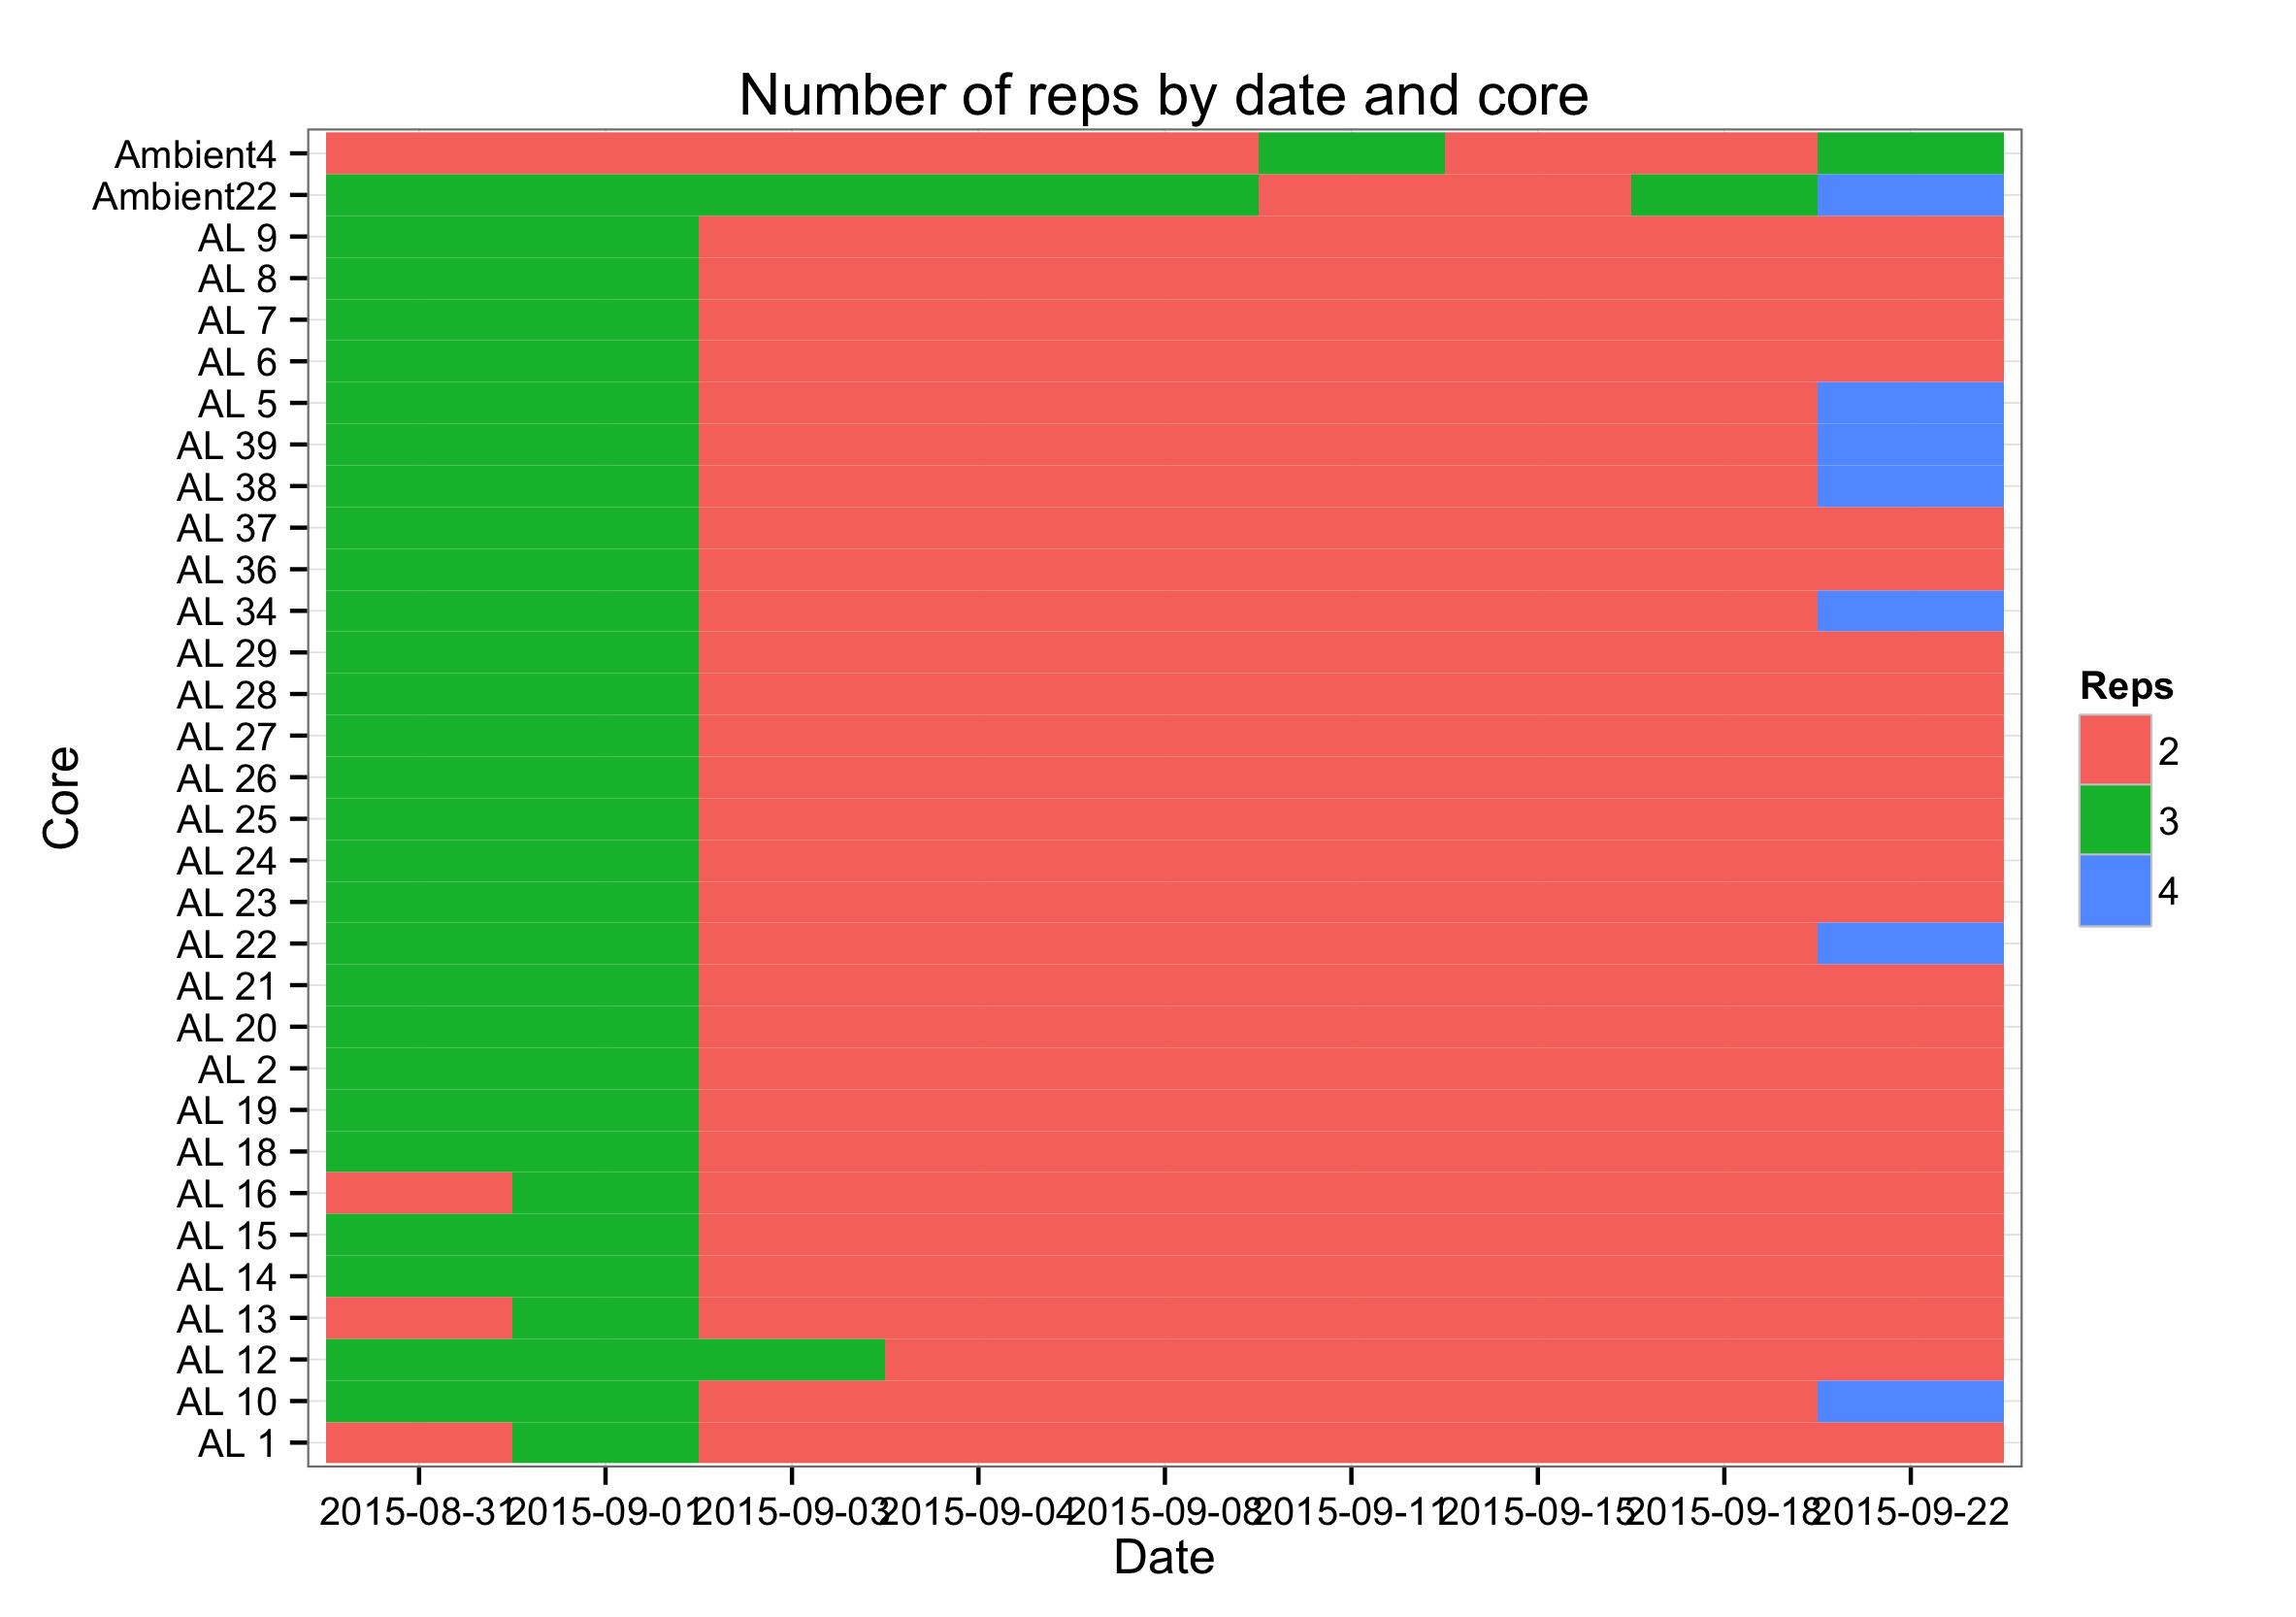 Number of reps by date and core
Ambient4
Ambient22
AL 9
AL 8
AL 7
AL 6
AL 5
AL 39
AL 38
AL 37
AL 36
AL 34
AL 29
AL 28
AL 27
AL 26
AL 25
AL 24
AL 23
AL 22
AL 21
AL 20
AL 2
AL 19
AL 18
AL 16
AL 15
AL 14
AL 13
AL 12
AL 10
AL 1
Core
2015-08-31 2015-09-01 2015-09-03 2015-09-04 2015-09-08 2015-09-11 2015-09-15 2015-09-18 2015-09-22
Date
Reps
2
3
4